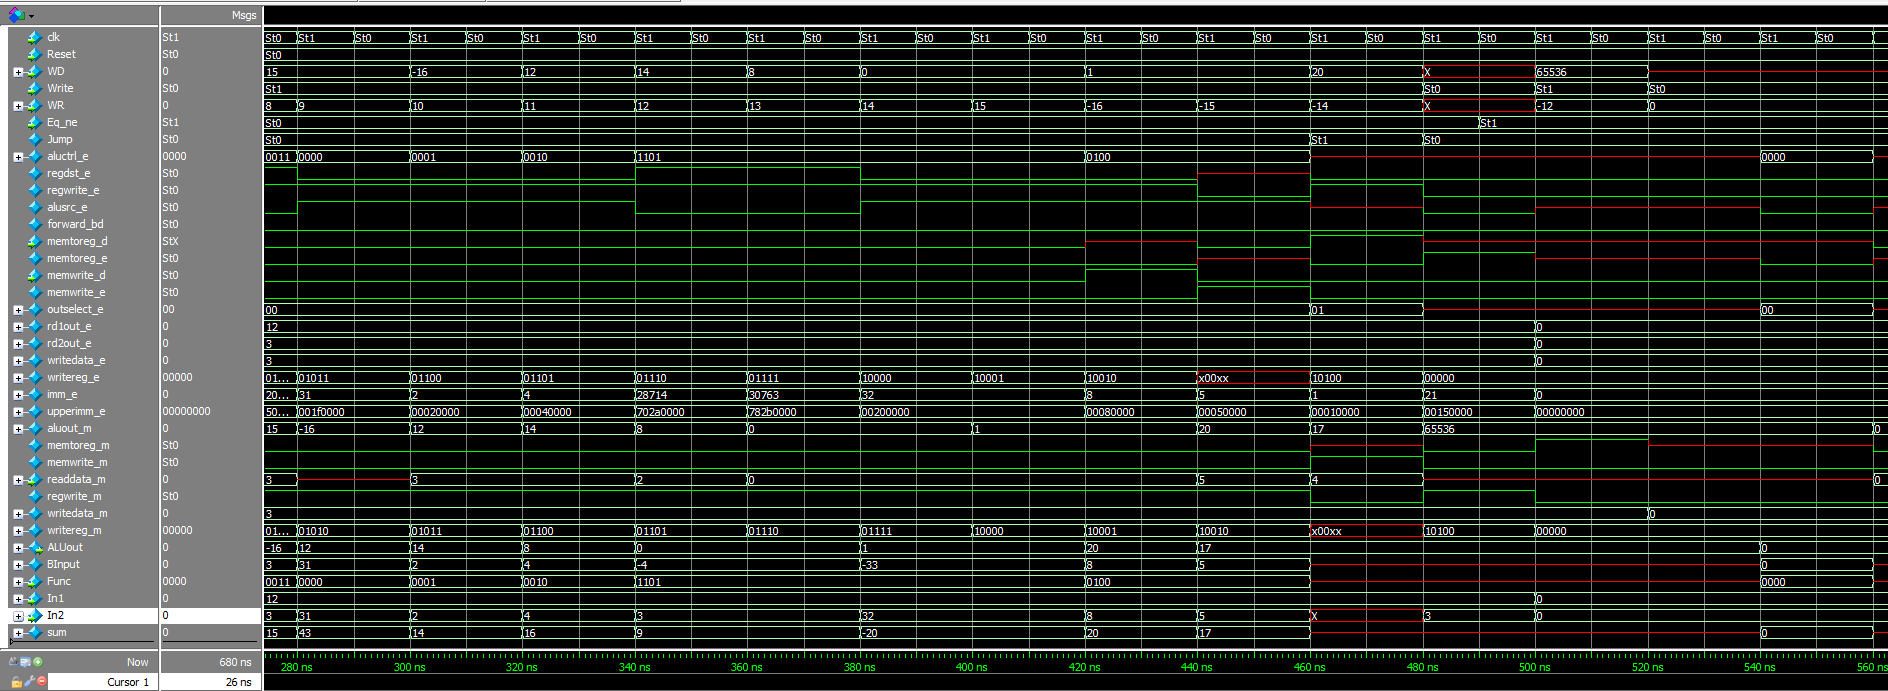 Msgs
clk St1 St0 St1 St0 St1 St0 St1 St0 St1 St0 St1 St0 St1 St0 St1 St0 St1 St0 St1 St0 St1 St0 St1 St0 St1 St0 St1 St0 St1 St0
Reset St0 St0
WD 0 15 -16 12 14 8 0 1 20 X 65536
Write St0 St1 St0 St1 St0
WR 0 8 9 10 11 12 13 14 15 -16 -15 -14 X -12 0
Eq_ne St1 St0 St1
Jump St0 St0 St1 St0
aluctrl_e 0000 0011 0000 0001 0010 1101 0100 0000
regdst_e St0
regwrite_e St0
alusrc_e St0
forward_bd St0
memtoreg_d StX
memtoreg_e St0
memwrite_d St0
memwrite_e St0
outselect_e 00 00 01 00
rd1out_e 0 12 0
rd2out_e 0 3 0
writedata_e 0 3 0
writereg_e 00000 01... 01011 01100 01101 01110 01111 10000 10001 10010 x00xx 10100 00000
imm_e 0 20... 31 2 4 28714 30763 32 8 5 1 21 0
upperimm_e 00000000 50... 001f0000 00020000 00040000 702a0000 782b0000 00200000 00080000 00050000 00010000 00150000 00000000
aluout_m 0 15 -16 12 14 8 0 1 20 17 65536 0
memtoreg_m St0
memwrite_m St0
readdata_m 0 3 3 2 0 5 4 0
regwrite_m St0
writedata_m 0 3 0
writereg_m 00000 01... 01010 01011 01100 01101 01110 01111 10000 10001 10010 x00xx 10100 00000
ALUout 0 -16 12 14 8 0 1 20 17 0
BInput 0 3 31 2 4 -4 -33 8 5 0
Func 0000 0011 0000 0001 0010 1101 0100 0000
In1 0 12 0
In2 0 3 31 2 4 3 32 8 5 X 3 0
sum 0 15 43 14 16 9 -20 20 17 0
Now 680 ns 280 ns 300 ns 320 ns 340 ns 360 ns 380 ns 400 ns 420 ns 440 ns 460 ns 480 ns 500 ns 520 ns 540 ns 560 ns
Cursor 1 26 ns